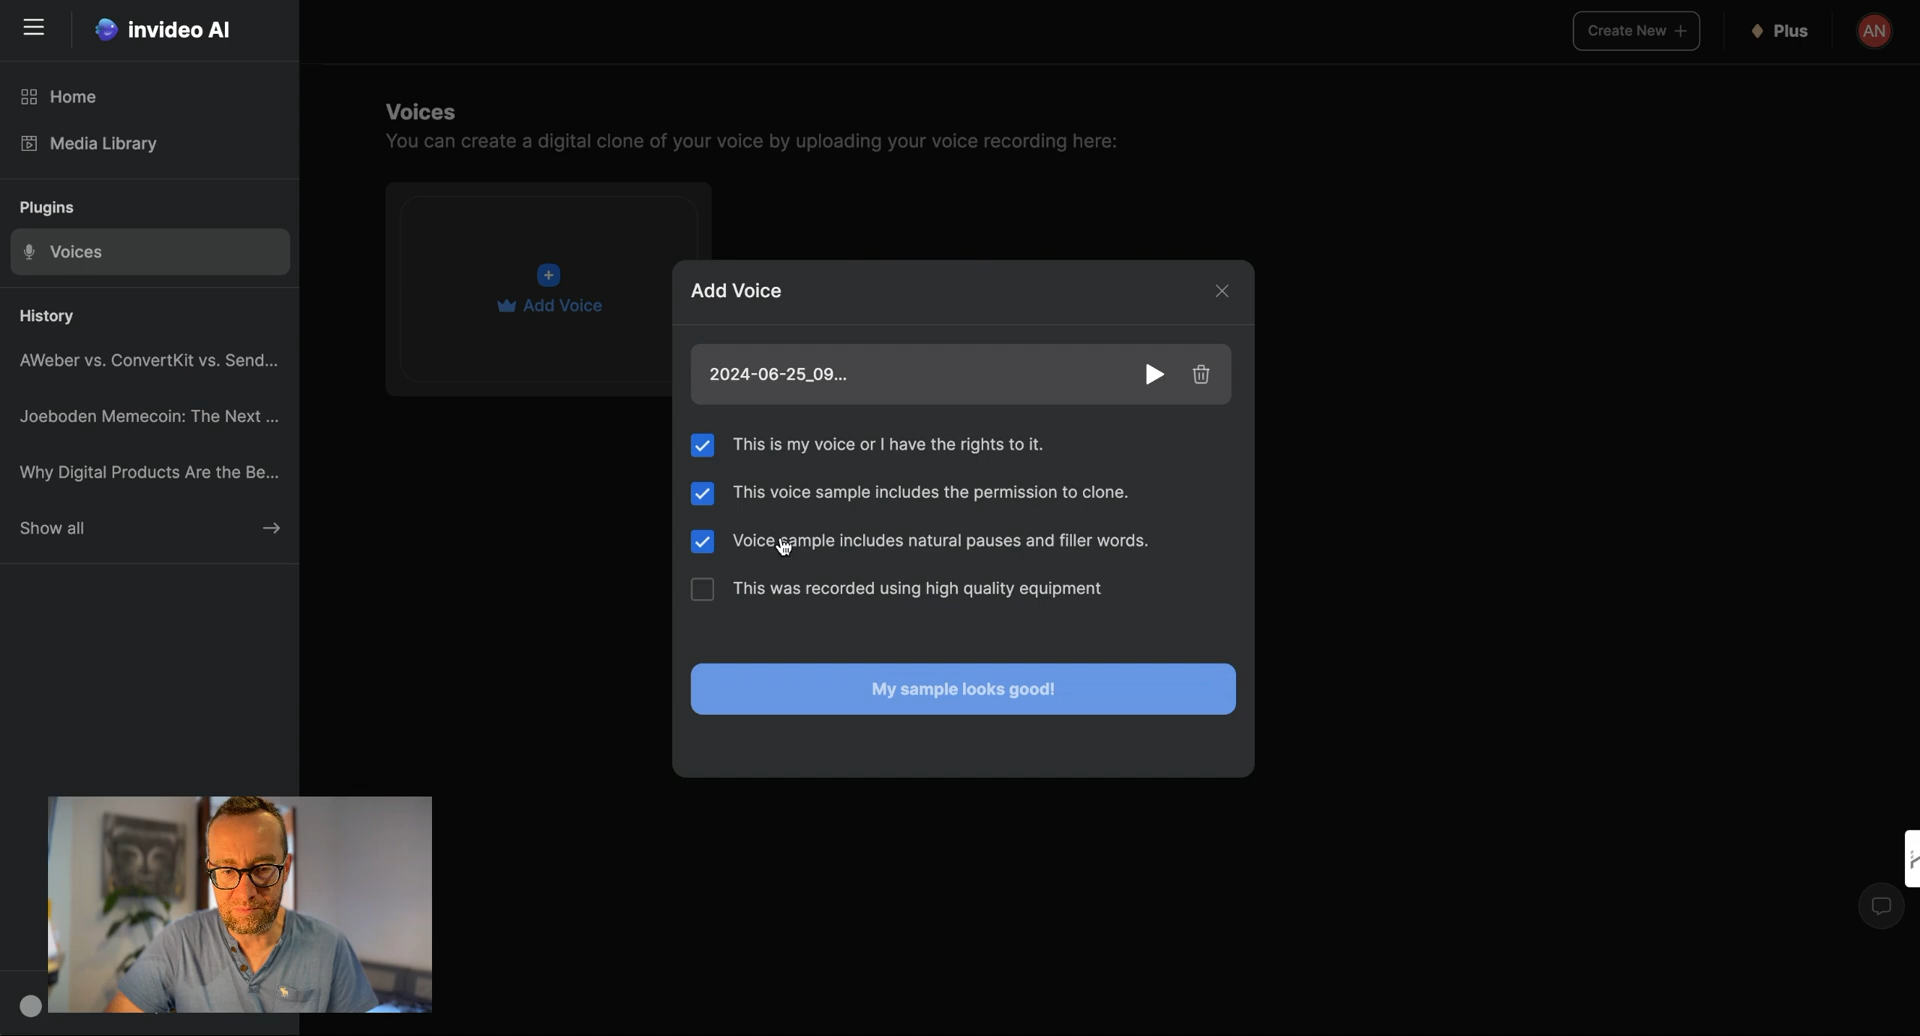 invideo AI
Create New +
Plus
AN
Home
Media Library
Plugins
Voices
History
AWeber vs. ConvertKit vs. Send...
Joeboden Memecoin: The Next ...
Why Digital Products Are the Be...
Show all
Voices
You can create a digital clone of your voice by uploading your voice recording here:
Add Voice
Add Voice
2024-06-25_09...
This is my voice or I have the rights to it.
This voice sample includes the permission to clone.
Voice sample includes natural pauses and filler words.
This was recorded using high quality equipment
My sample looks good!